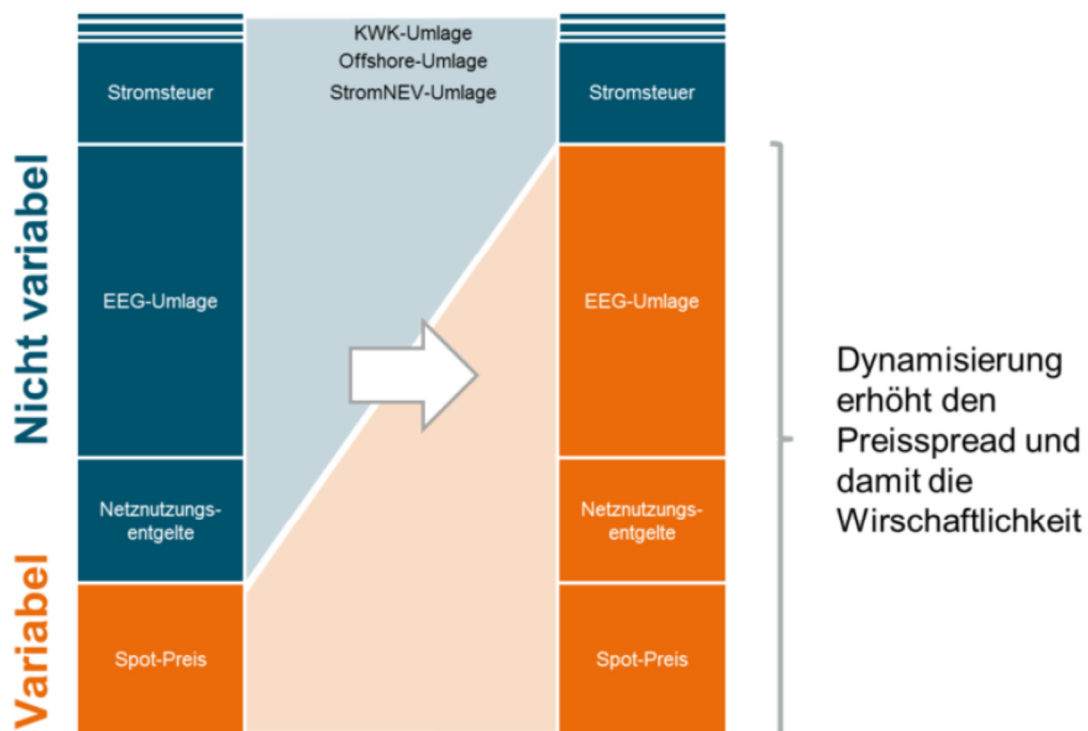 KWK-Umlage
Offshore-Umlage
StromNEV-Umlage
Nicht variabel
Variabel
Stromsteuer
EEG-Umlage
Netznutzungs-
entgelte
Spot-Preis
Stromsteuer
EEG-Umlage
Netznutzungs-
entgelte
Spot-Preis
Dynamisierung
erhöht den
Preisspread und
damit die
Wirschaftlichkeit